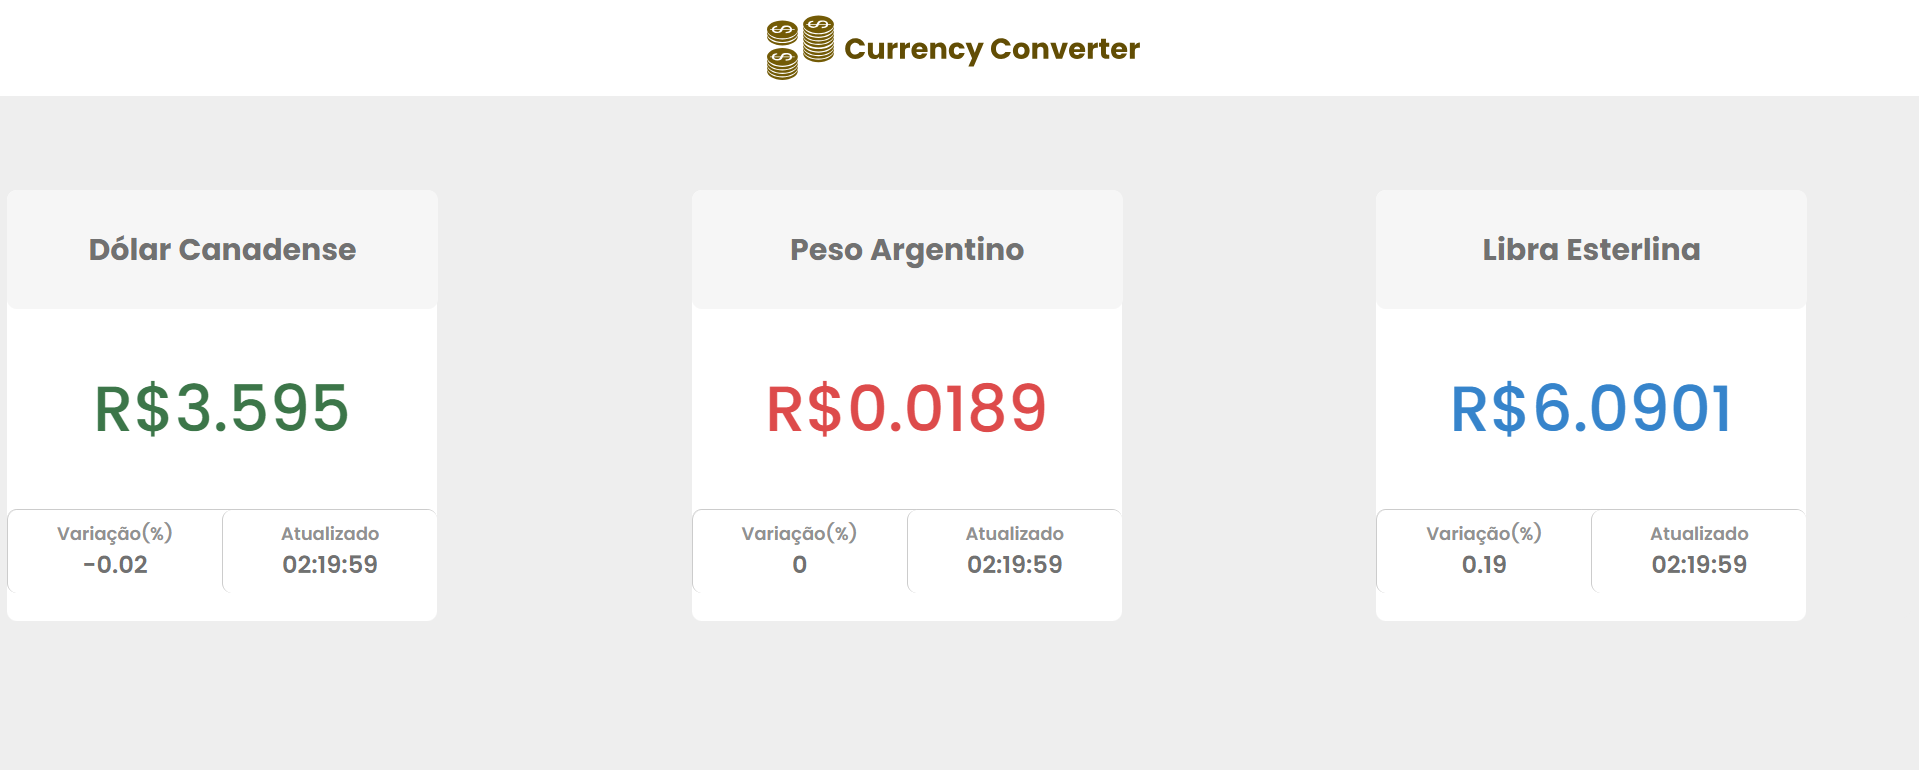 Currency Converter
Dólar Canadense
R$3.595
Variação(%)
-0.02
Atualizado
02:19:59
Peso Argentino
R$0.0189
Variação(%)
0
Atualizado
02:19:59
Libra Esterlina
R$6.0901
Variação(%)
0.19
Atualizado
02:19:59